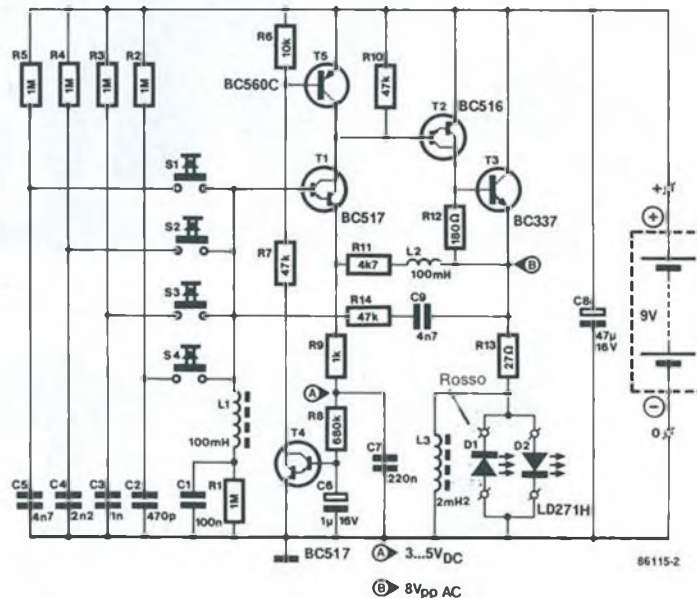 R5
1M
R4
1M
R3
1M
R2
1M
R6
10k
T5
BC560C
R10
47k
T2
BC516
S1
T1
BC517
T3
BC337
R12
180Ω
S2
R7
47k
R11
4k7
L2
100mH
B
S3
R14
47k
C9
4n7
C8
47µ
16V
+
9V
−
0
S4
R9
1k
R13
27Ω
A
Rosso
L1
100mH
R8
680k
T4
C7
220n
L3
2mH2
D1
D2
LD271H
C5
4n7
C4
2n2
C3
1n
C2
470p
C1
100n
R1
1M
C6
1µ
16V
BC517
A 3...5VDC
86115-2
B 8Vpp AC